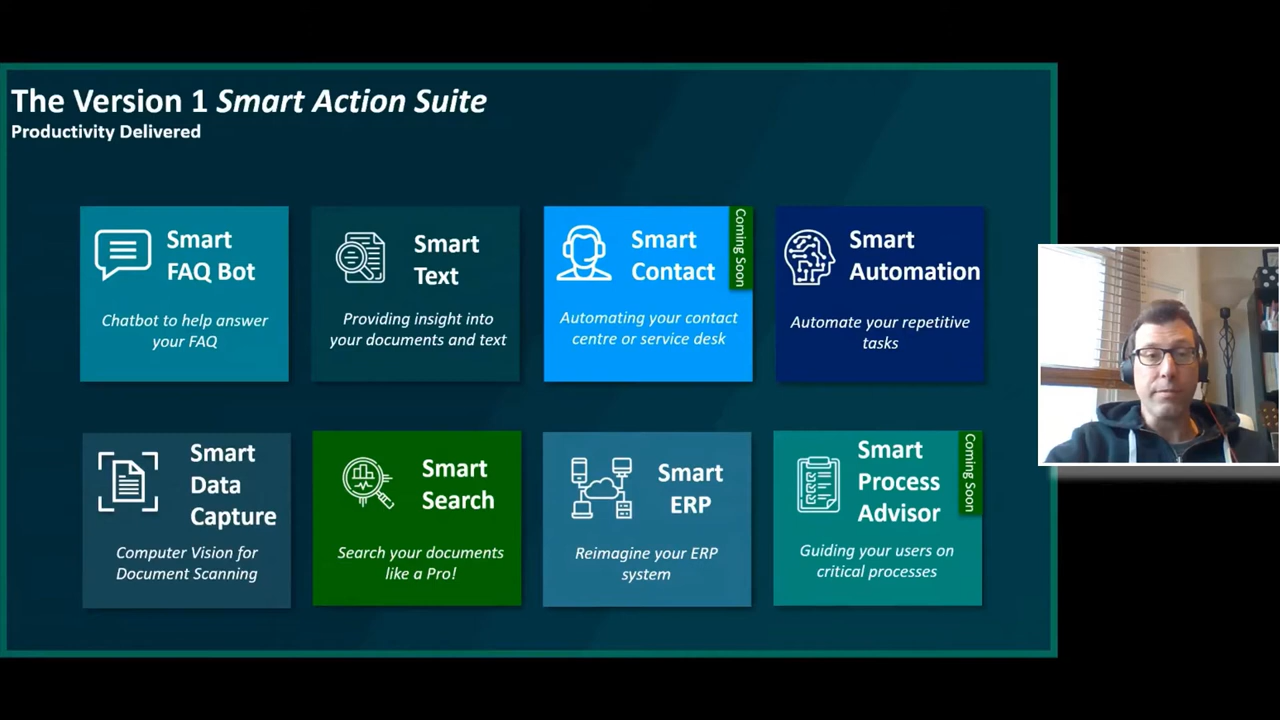 The Version 1 Smart Action Suite
Productivity Delivered
Smart
FAQ Bot
Chatbot to help answer
your FAQ
Smart
Text
Providing insight into
your documents and text
Smart
Contact
Coming Soon
Automating your contact
centre or service desk
Smart
Automation
Automate your repetitive
tasks
Smart
Data
Capture
Computer Vision for
Document Scanning
Smart
Search
Search your documents
like a Pro!
Smart
ERP
Reimagine your ERP
system
Smart
Process
Advisor
Coming Soon
Guiding your users on
critical processes